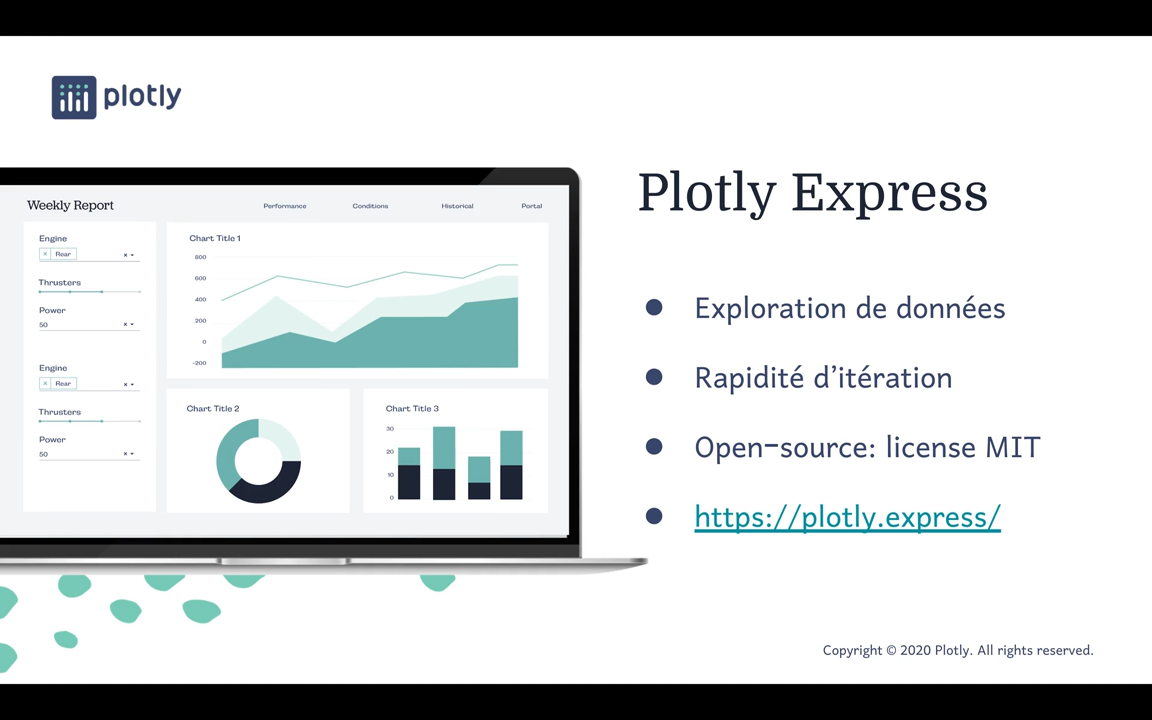 plotly
Plotly Express
Exploration de données
Rapidité d'itération
Open-source: license MIT
https://plotly.express/
Weekly Report
Performance Conditions Historical Portal
Engine
× Rear × ▾
Thrusters
Power
50 × ▾
Engine
× Rear × ▾
Thrusters
Power
50 × ▾
Chart Title 1
800
600
400
200
0
-200
Chart Title 2
Chart Title 3
30
20
10
0
Copyright © 2020 Plotly. All rights reserved.